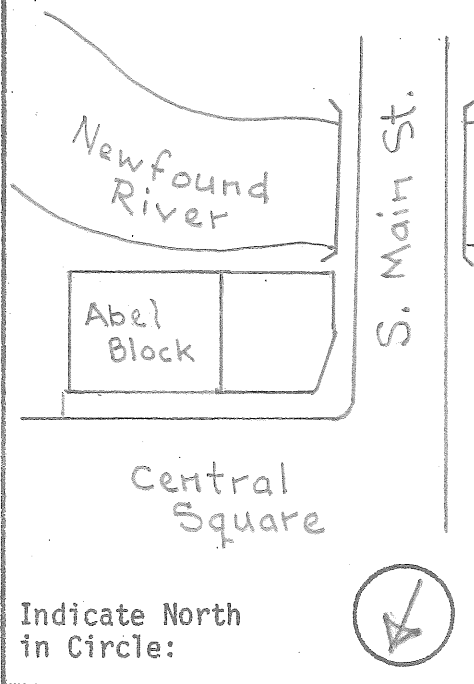 Newfound
River
S. Main St.
Abel
Block
Central
Square
Indicate North
in Circle: